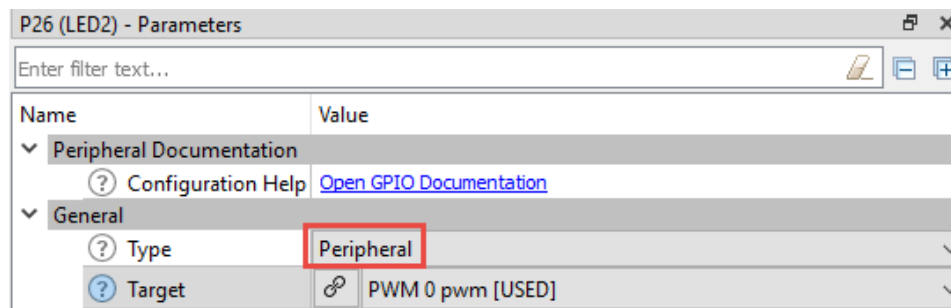 P26 (LED2) - Parameters
Enter filter text...
Name Value
Peripheral Documentation
? Configuration Help Open GPIO Documentation
General
? Type Peripheral
? Target PWM 0 pwm [USED]